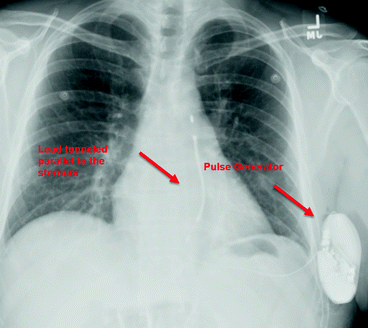 L
ML
Lead tunneled
parallel to the
sternum
Pulse Generator